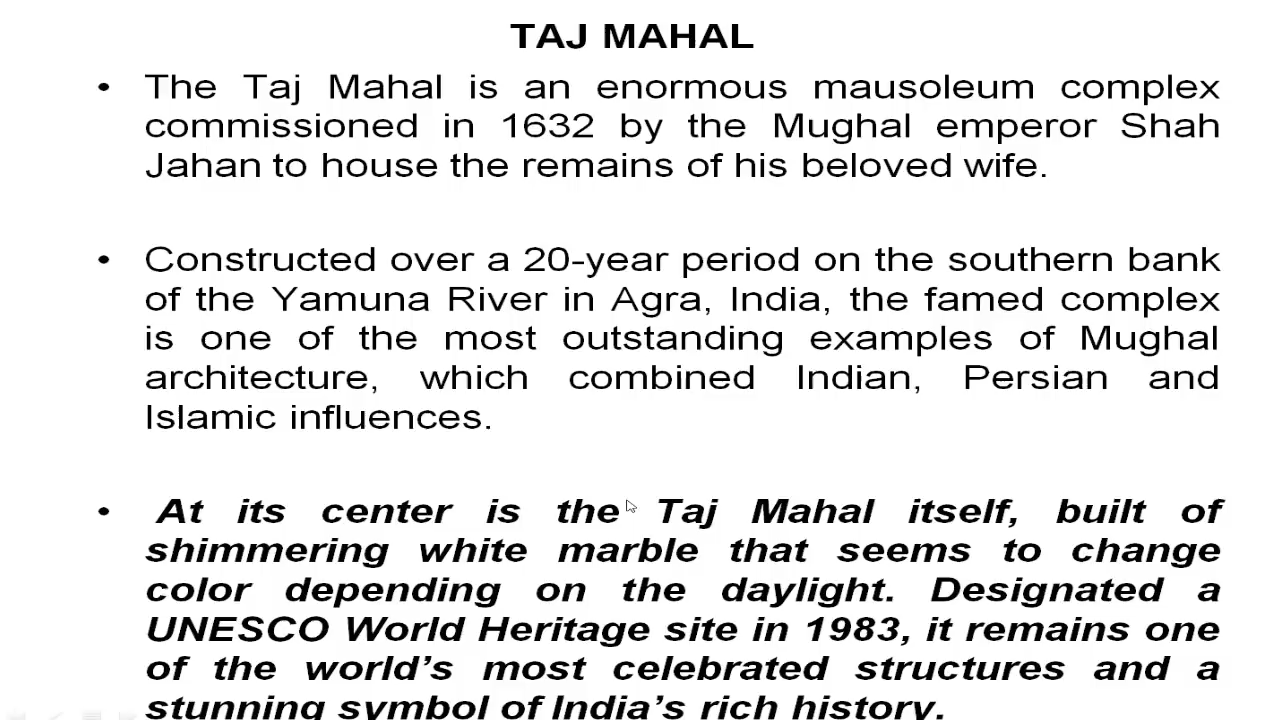 TAJ MAHAL
• The Taj Mahal is an enormous mausoleum complex
commissioned in 1632 by the Mughal emperor Shah
Jahan to house the remains of his beloved wife.
• Constructed over a 20-year period on the southern bank
of the Yamuna River in Agra, India, the famed complex
is one of the most outstanding examples of Mughal
architecture, which combined Indian, Persian and
Islamic influences.
• At its center is the Taj Mahal itself, built of
shimmering white marble that seems to change
color depending on the daylight. Designated a
UNESCO World Heritage site in 1983, it remains one
of the world’s most celebrated structures and a
stunning symbol of India’s rich history.